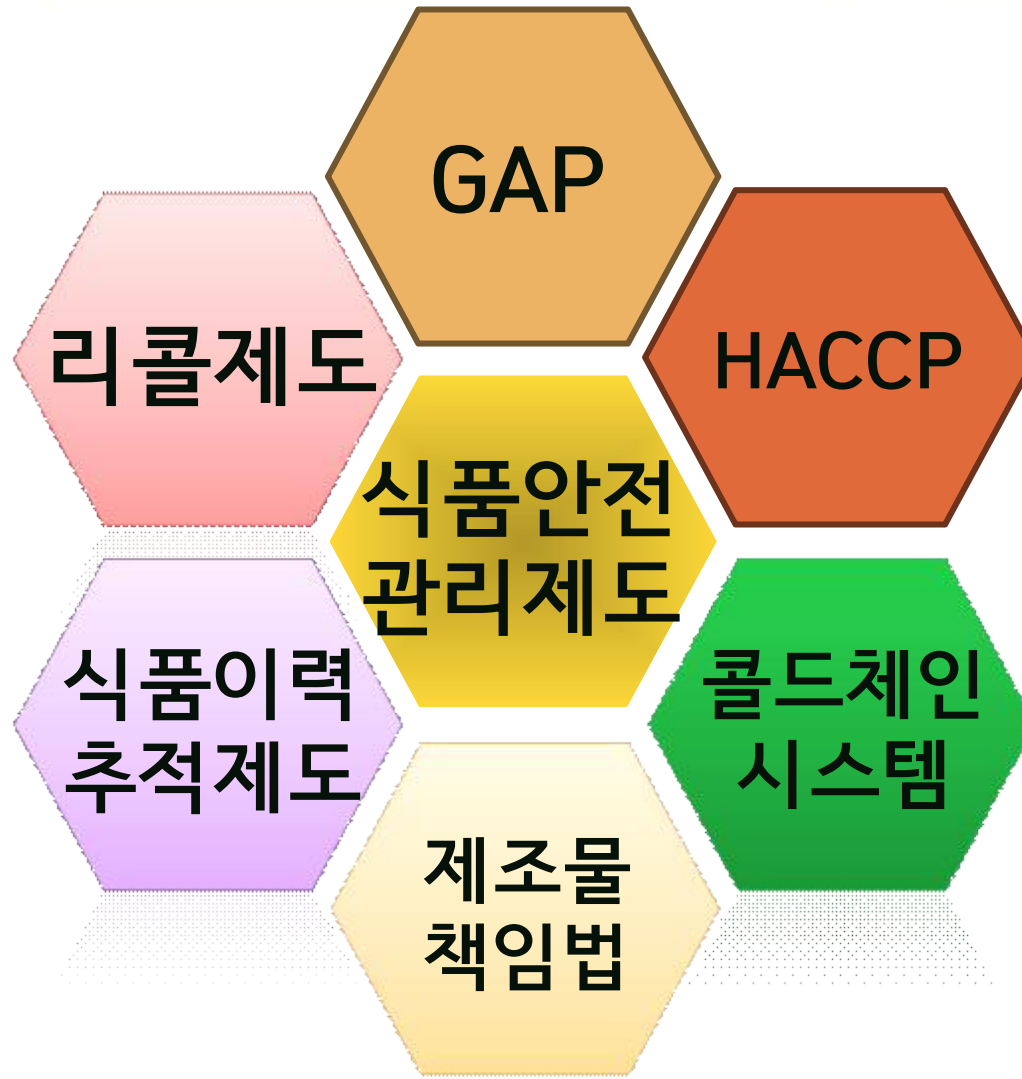 GAP
리콜제도
HACCP
식품안전
관리제도
식품이력
추적제도
콜드체인
시스템
제조물
책임법